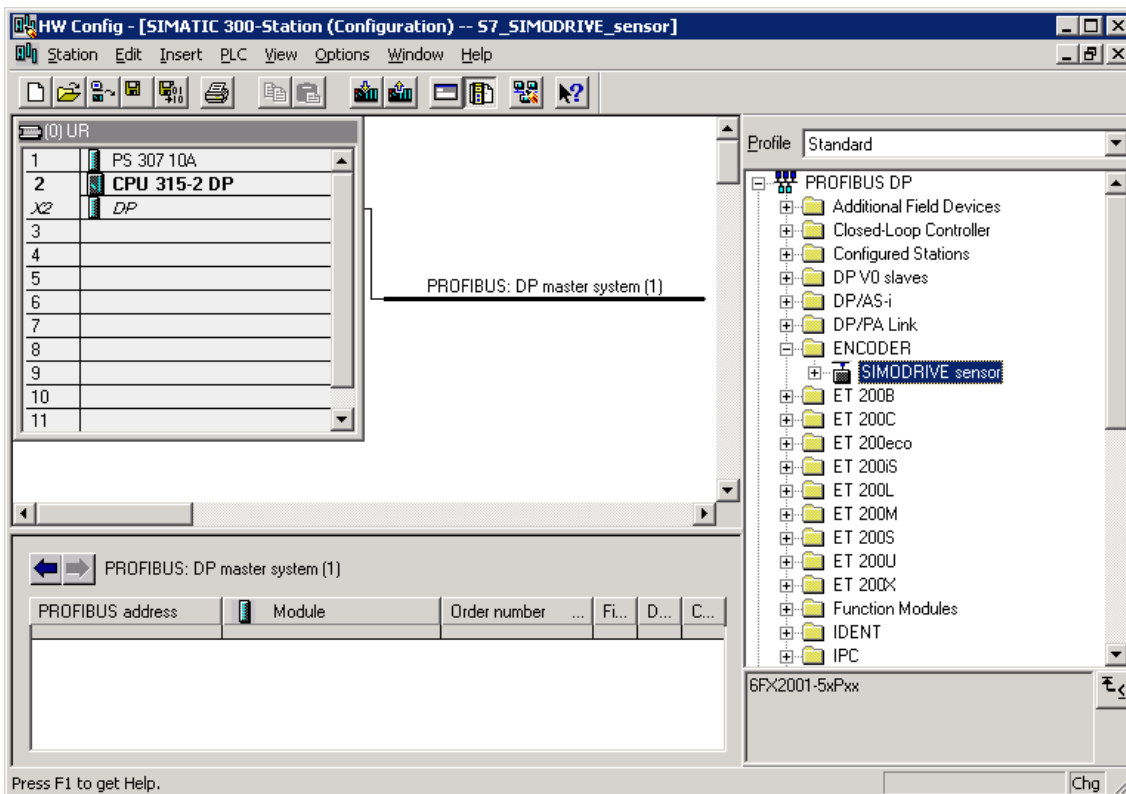 HW Config - [SIMATIC 300-Station (Configuration) -- S7_SIMODRIVE_sensor]
Station Edit Insert PLC View Options Window Help
(0) UR
1 PS 307 10A
2 CPU 315-2 DP
X2 DP
3
4
5
6
7
8
9
10
11
PROFIBUS: DP master system (1)
Profile Standard
PROFIBUS DP
Additional Field Devices
Closed-Loop Controller
Configured Stations
DP V0 slaves
DP/AS-i
DP/PA Link
ENCODER
SIMODRIVE sensor
ET 200B
ET 200C
ET 200eco
ET 200iS
ET 200L
ET 200M
ET 200S
ET 200U
ET 200X
Function Modules
IDENT
IPC
6FX2001-5xPxx
PROFIBUS: DP master system (1)
PROFIBUS address Module Order number ... Fi... D... C...
Press F1 to get Help. Chg